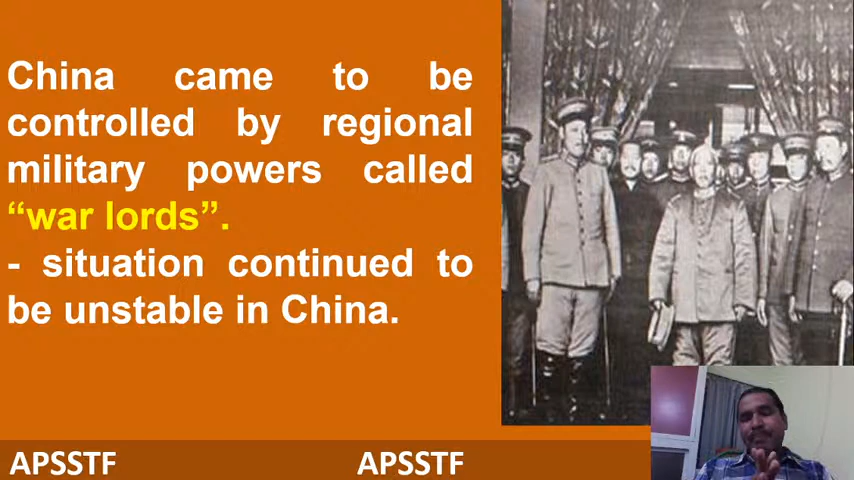 China came to be
controlled by regional
military powers called
“war lords”.
- situation continued to
be unstable in China.
APSSTF APSSTF